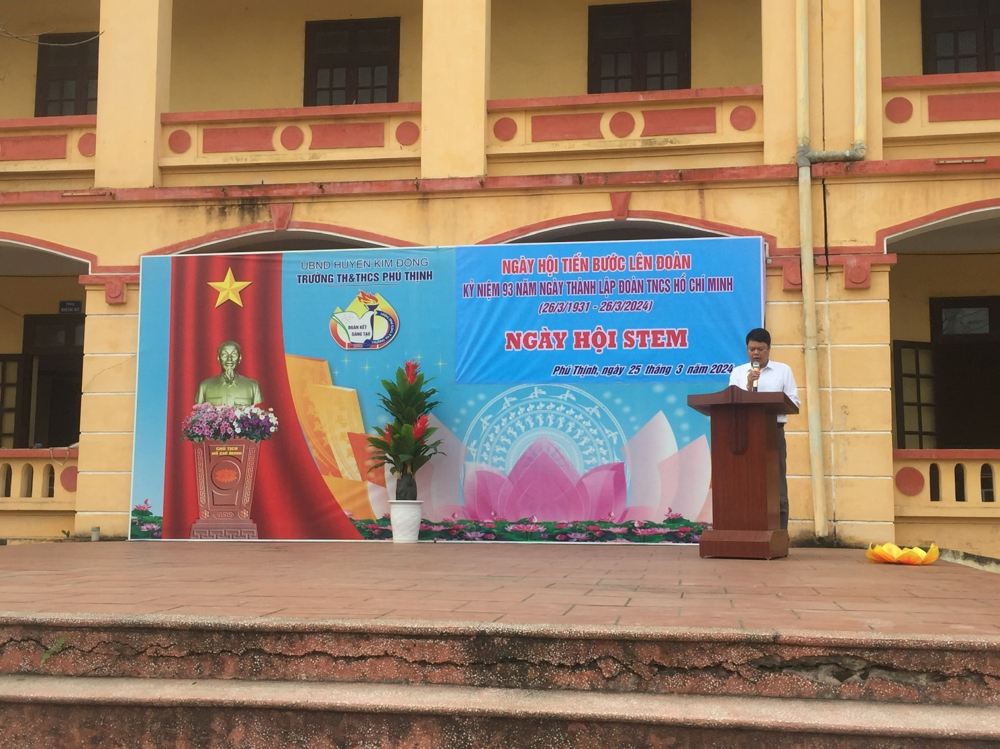 UBND HUYỆN KIM ĐỘNG
TRƯỜNG TH&THCS PHÚ THỊNH
ĐOÀN KẾT
SÁNG TẠO
CHỦ TỊCH
HỒ CHÍ MINH
NGÀY HỘI TIẾN BƯỚC LÊN ĐOÀN
KỶ NIỆM 93 NĂM NGÀY THÀNH LẬP ĐOÀN TNCS HỒ CHÍ MINH
(26/3/1931 - 26/3/2024)
NGÀY HỘI STEM
Phú Thịnh, ngày 25 tháng 3 năm 2024